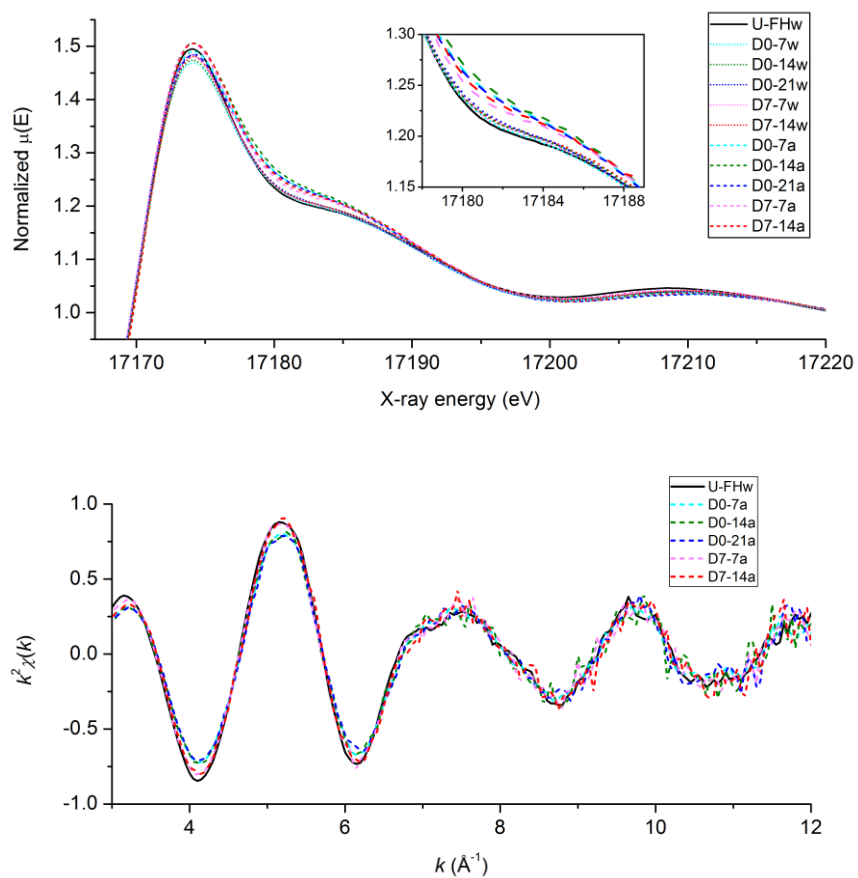 Normalized μ(E)
1.5
1.4
1.3
1.2
1.1
1.0
17170 17180 17190 17200 17210 17220
X-ray energy (eV)
1.30
1.25
1.20
1.15
17180 17184 17188
U-FHw
D0-7w
D0-14w
D0-21w
D7-7w
D7-14w
D0-7a
D0-14a
D0-21a
D7-7a
D7-14a
k²χ(k)
1.0
0.5
0.0
-0.5
-1.0
4 6 8 10 12
k (Å⁻¹)
U-FHw
D0-7a
D0-14a
D0-21a
D7-7a
D7-14a